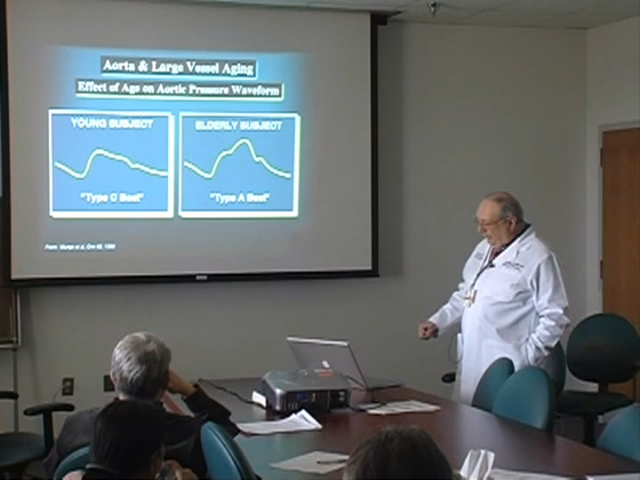 Aorta & Large Vessel Aging
Effect of Age on Aortic Pressure Waveform
YOUNG SUBJECT
ELDERLY SUBJECT
"Type C Beat"
"Type A Beat"